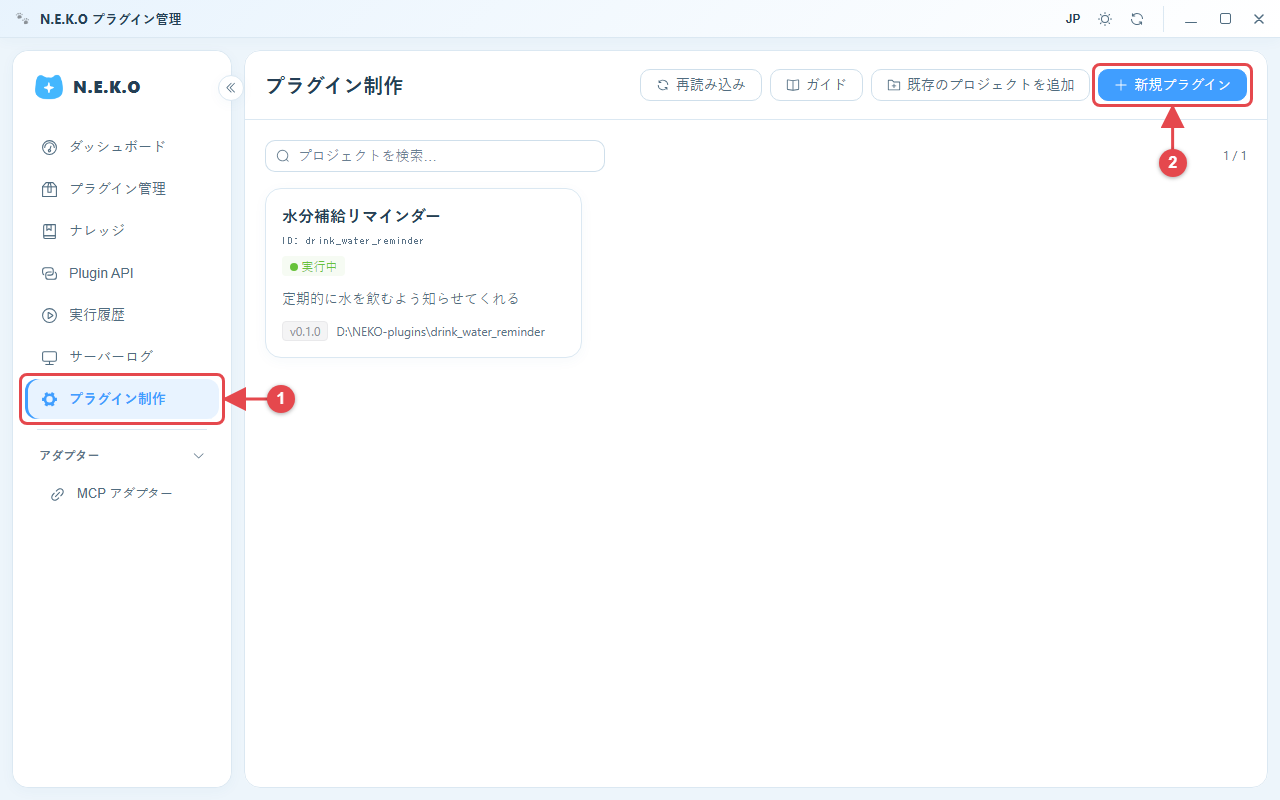 N.E.K.O プラグイン管理
JP
N.E.K.O
ダッシュボード
プラグイン管理
ナレッジ
Plugin API
実行履歴
サーバーログ
プラグイン制作
1
アダプター
MCP アダプター
プラグイン制作
再読み込み
ガイド
既存のプロジェクトを追加
新規プラグイン
2
プロジェクトを検索...
1 / 1
水分補給リマインダー
ID: drink_water_reminder
実行中
定期的に水を飲むよう知らせてくれる
v0.1.0 D:\NEKO-plugins\drink_water_reminder